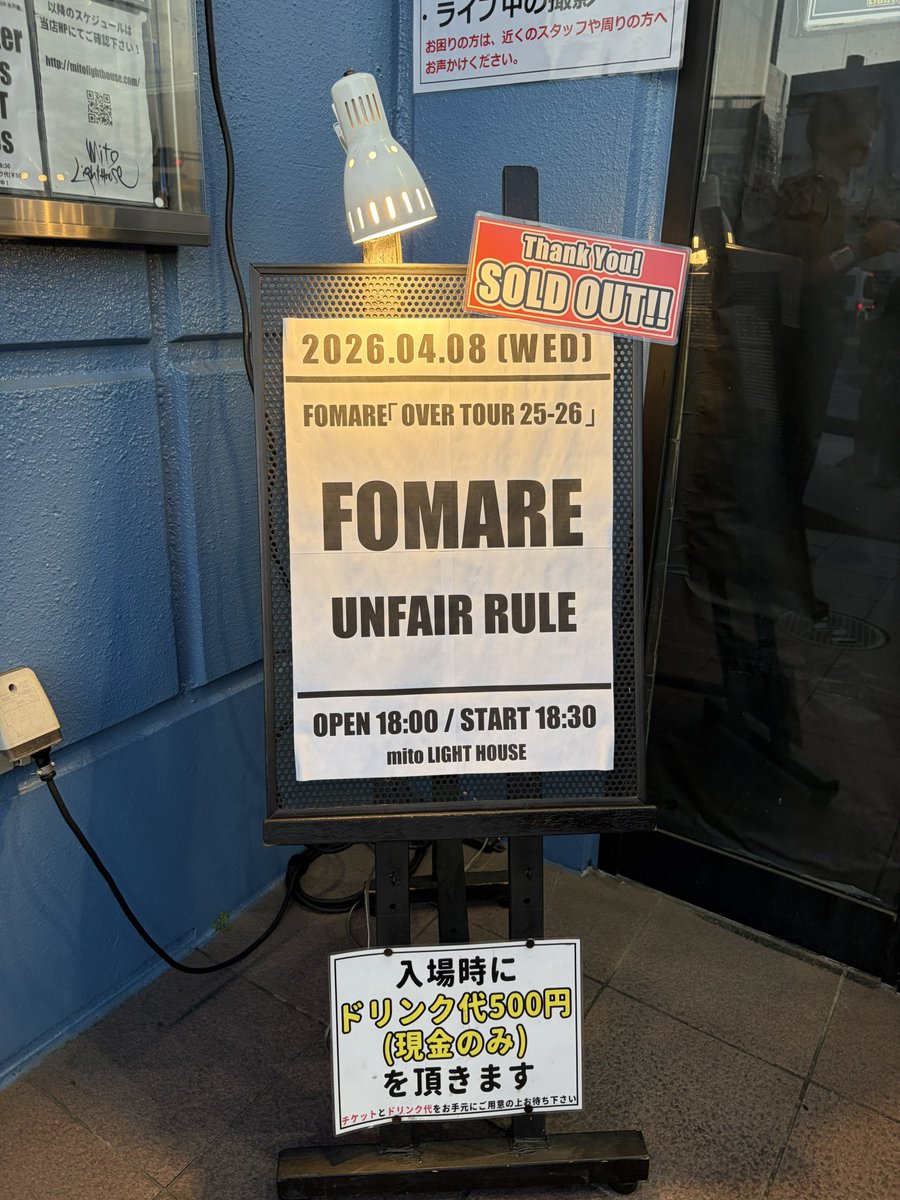 以降のスケジュールは
当店HPにてご確認下さい!
http://mitolighthouse.com/
Mito
LightHouse
・ライブ中の撮影
お困りの方は、近くのスタッフや周りの方へ
お声かけください。
Thank You!
SOLD OUT!!
2026.04.08 (WED)
FOMARE「OVER TOUR 25-26」
FOMARE
UNFAIR RULE
OPEN 18:00 / START 18:30
mito LIGHT HOUSE
入場時に
ドリンク代500円
(現金のみ)
を頂きます
チケットとドリンク代をお手元にご用意の上お待ち下さい